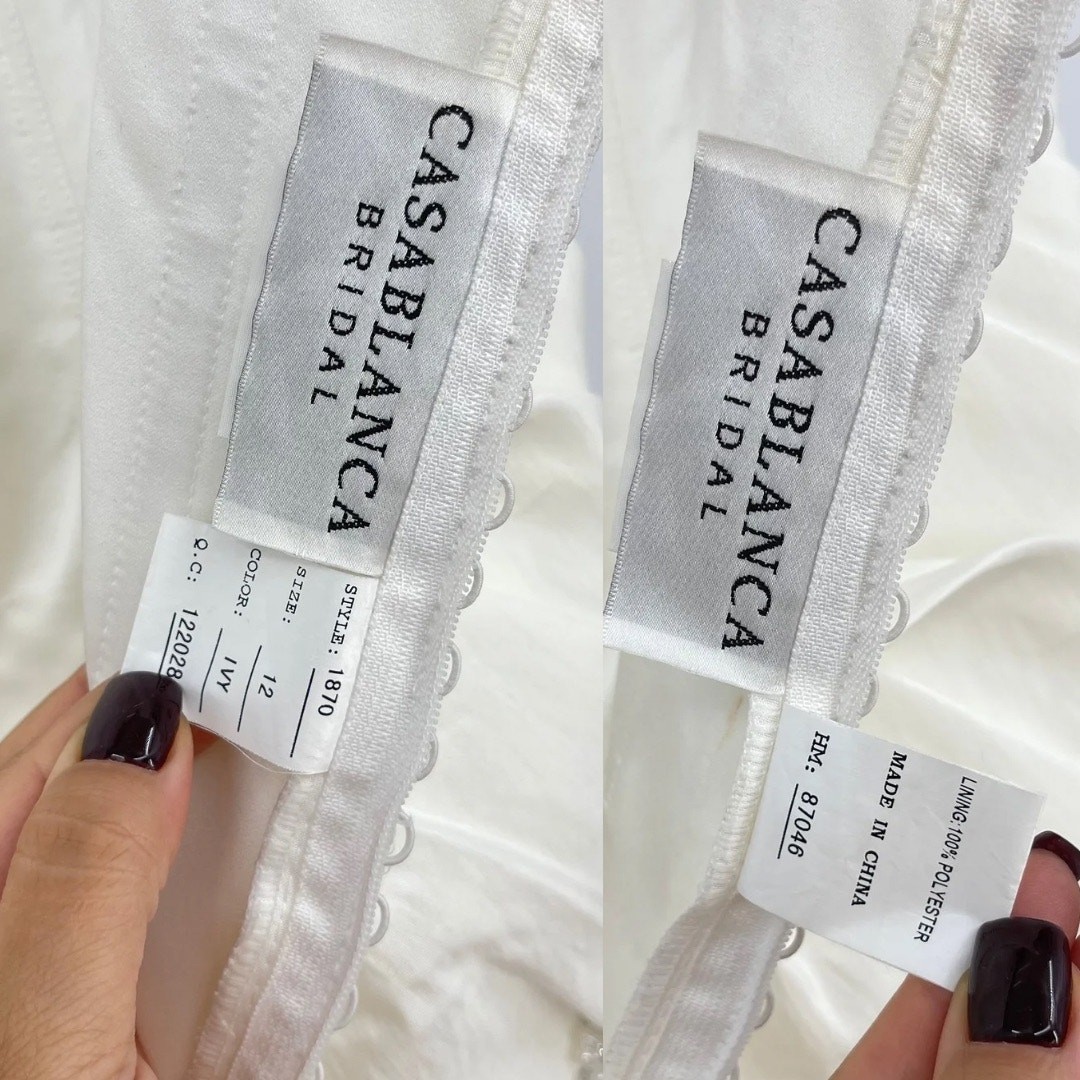 CASABLANCA
BRIDAL
STYLE: 1870
SIZE: 12
COLOR: IVY
Q.C: 122028
CASABLANCA
BRIDAL
LINING:100% POLYESTER
MADE IN CHINA
HM: 87046